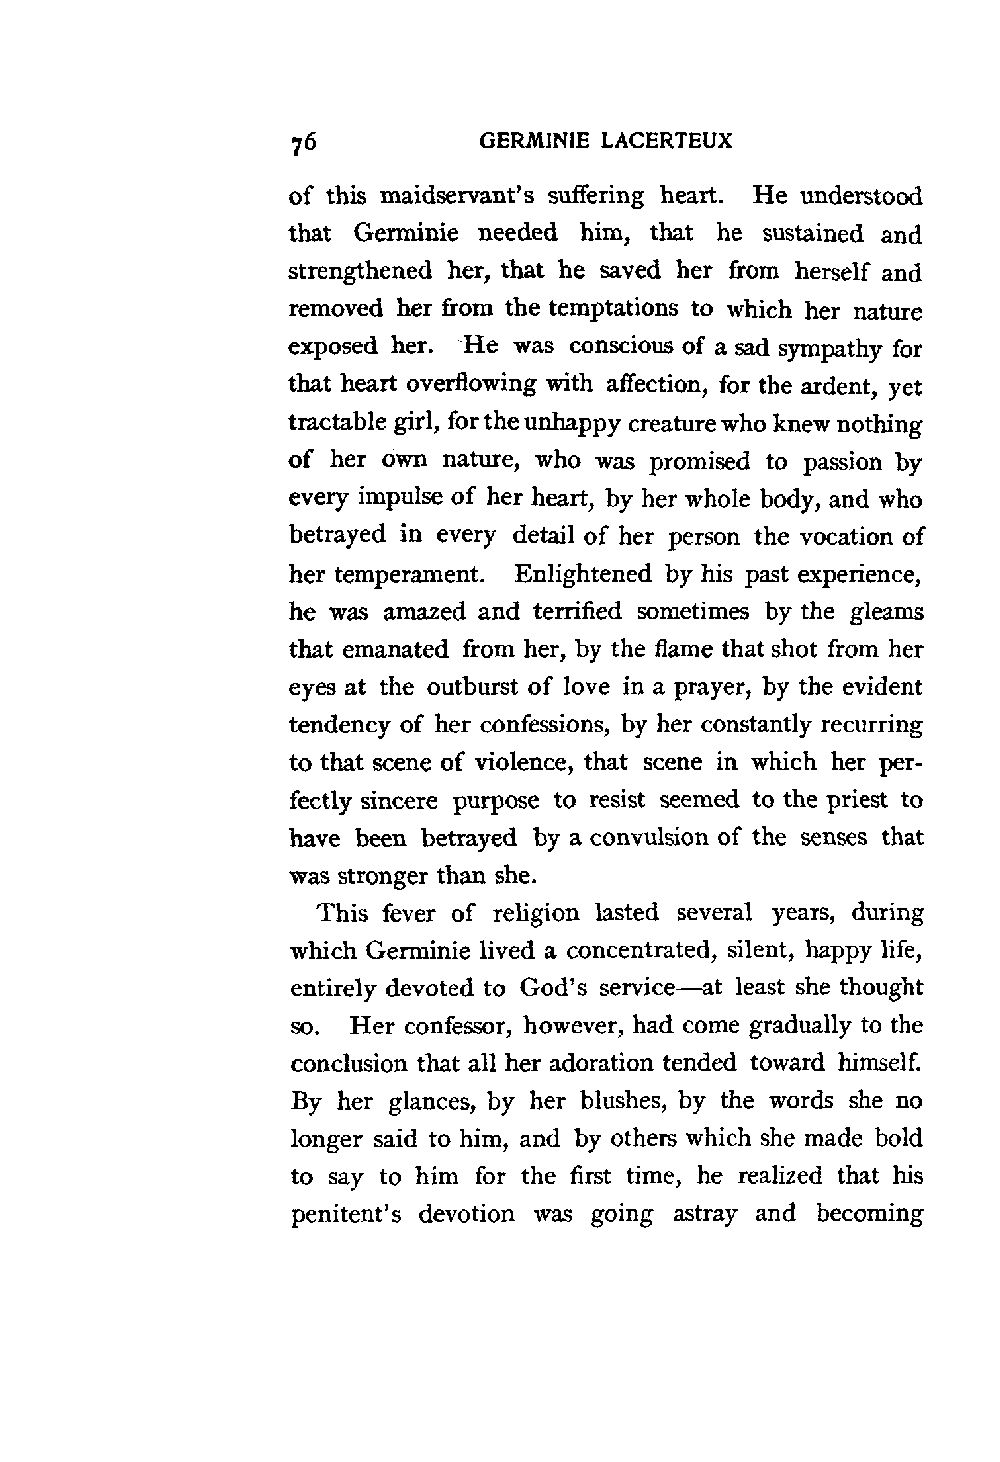 76 GERMINIE LACERTEUX
of this maidservant's suffering heart. He understood
that Germinie needed him, that he sustained and
strengthened her, that he saved her from herself and
removed her from the temptations to which her nature
exposed her. He was conscious of a sad sympathy for
that heart overflowing with affection, for the ardent, yet
tractable girl, for the unhappy creature who knew nothing
of her own nature, who was promised to passion by
every impulse of her heart, by her whole body, and who
betrayed in every detail of her person the vocation of
her temperament. Enlightened by his past experience,
he was amazed and terrified sometimes by the gleams
that emanated from her, by the flame that shot from her
eyes at the outburst of love in a prayer, by the evident
tendency of her confessions, by her constantly recurring
to that scene of violence, that scene in which her per-
fectly sincere purpose to resist seemed to the priest to
have been betrayed by a convulsion of the senses that
was stronger than she.
This fever of religion lasted several years, during
which Germinie lived a concentrated, silent, happy life,
entirely devoted to God's service—at least she thought
so. Her confessor, however, had come gradually to the
conclusion that all her adoration tended toward himself.
By her glances, by her blushes, by the words she no
longer said to him, and by others which she made bold
to say to him for the first time, he realized that his
penitent's devotion was going astray and becoming